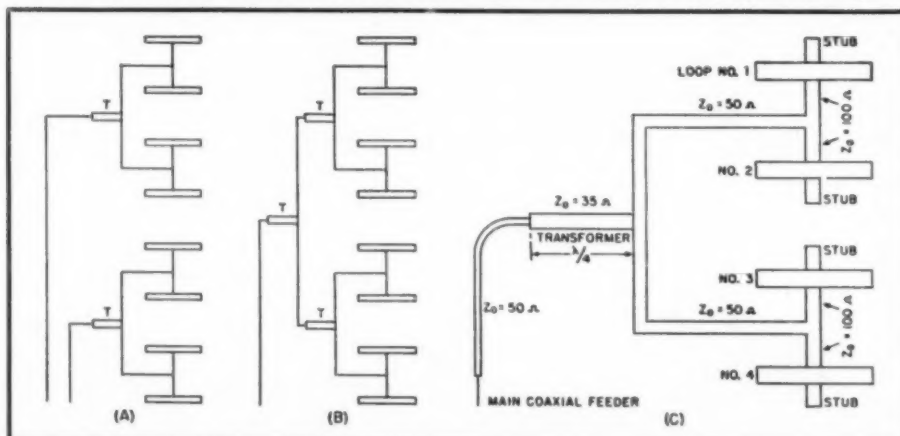 T
T
(A)
T
T
T
(B)
STUB
LOOP NO. 1
Z₀ = 50 Ω
Z₀ = 100 Ω
NO. 2
STUB
Z₀ = 35 Ω
TRANSFORMER
λ/4
Z₀ = 50 Ω
STUB
NO. 3
Z₀ = 50 Ω
Z₀ = 100 Ω
NO. 4
STUB
MAIN COAXIAL FEEDER
(C)